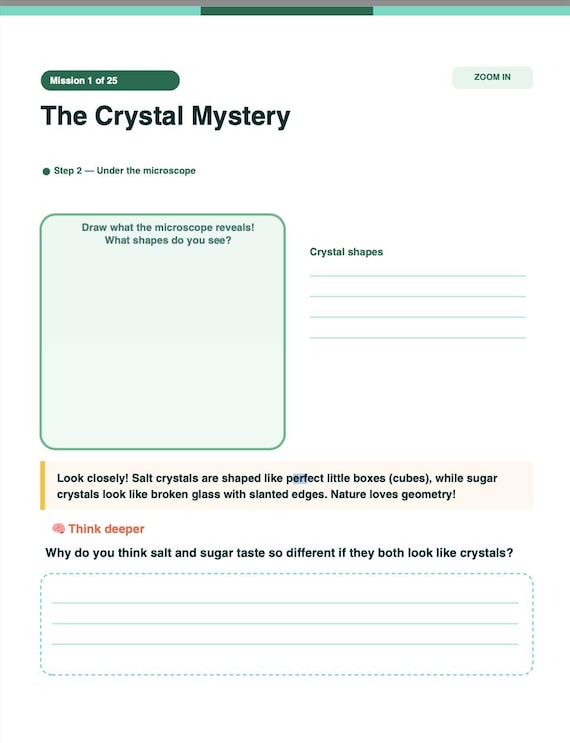 Mission 1 of 25
ZOOM IN
The Crystal Mystery
Step 2 — Under the microscope
Draw what the microscope reveals!
What shapes do you see?
Crystal shapes
Look closely! Salt crystals are shaped like perfect little boxes (cubes), while sugar
crystals look like broken glass with slanted edges. Nature loves geometry!
🧠 Think deeper
Why do you think salt and sugar taste so different if they both look like crystals?